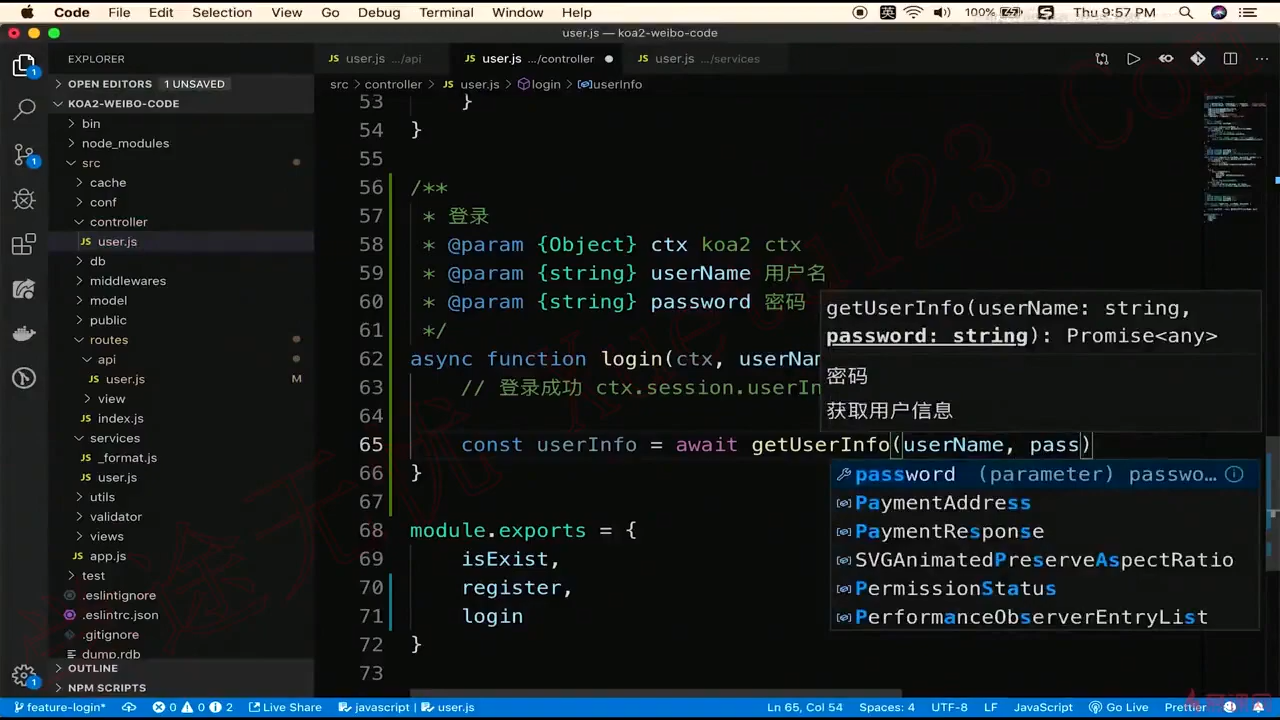 Code File Edit Selection View Go Debug Terminal Window Help 英 100% Thu 9:57 PM
user.js — koa2-weibo-code
EXPLORER
OPEN EDITORS 1 UNSAVED
KOA2-WEIBO-CODE
bin
node_modules
src
cache
conf
controller
JS user.js
db
middlewares
model
public
routes
api
JS user.js M
view
JS index.js
services
JS _format.js
JS user.js
utils
validator
views
JS app.js
test
.eslintignore
.eslintrc.json
.gitignore
dump.rdb
OUTLINE
NPM SCRIPTS
JS user.js .../api JS user.js .../controller JS user.js .../services
src controller JS user.js login userInfo
53 }
54 }
55
56 /**
57 * 登录
58 * @param {Object} ctx koa2 ctx
59 * @param {string} userName 用户名
60 * @param {string} password 密码
61 */
62 async function login(ctx, userNam
63 // 登录成功 ctx.session.userIn
64
65 const userInfo = await getUserInfo(userName, pass)
66 }
67
68 module.exports = {
69 isExist,
70 register,
71 login
72 }
73
getUserInfo(userName: string,
password: string): Promise<any>
密码
获取用户信息
password (parameter) passwo…
PaymentAddress
PaymentResponse
SVGAnimatedPreserveAspectRatio
PermissionStatus
PerformanceObserverEntryList
feature-login* 0 0 2 Live Share javascript user.js Ln 65, Col 54 Spaces: 4 UTF-8 LF JavaScript Go Live Prettier